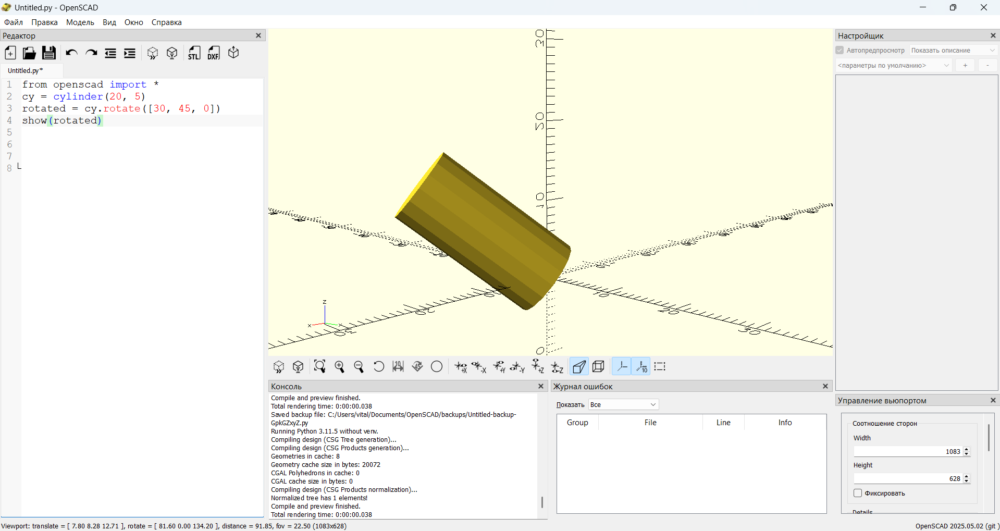 Untitled.py - OpenSCAD
Файл Правка Модель Вид Окно Справка
Редактор
STL DXF
Untitled.py*
1 from openscad import *
2 cy = cylinder(20, 5)
3 rotated = cy.rotate([30, 45, 0])
4 show(rotated)
5
6
7
8
30
20
10
0
10
20
30
z
x
Настройщик
Автопредпросмотр Показать описание
<параметры по умолчанию> + -
Консоль
Compile and preview finished.
Total rendering time: 0:00:00.038
Saved backup file: C:/Users/vital/Documents/OpenSCAD/backups/Untitled-backup-
GpkGZxyZ.py
Running Python 3.11.5 without venv.
Compiling design (CSG Tree generation)...
Compiling design (CSG Products generation)...
Geometries in cache: 8
Geometry cache size in bytes: 20072
CGAL Polyhedrons in cache: 0
CGAL cache size in bytes: 0
Compiling design (CSG Products normalization)...
Normalized tree has 1 elements!
Compile and preview finished.
Total rendering time: 0:00:00.038
Журнал ошибок
Показать Все
Group File Line Info
Управление вьюпортом
Соотношение сторон
Width
1083
Height
628
Фиксировать
Details
Viewport: translate = [ 7.80 8.28 12.71 ], rotate = [ 81.60 0.00 134.20 ], distance = 91.85, fov = 22.50 (1083x628)
OpenSCAD 2025.05.02 (git )